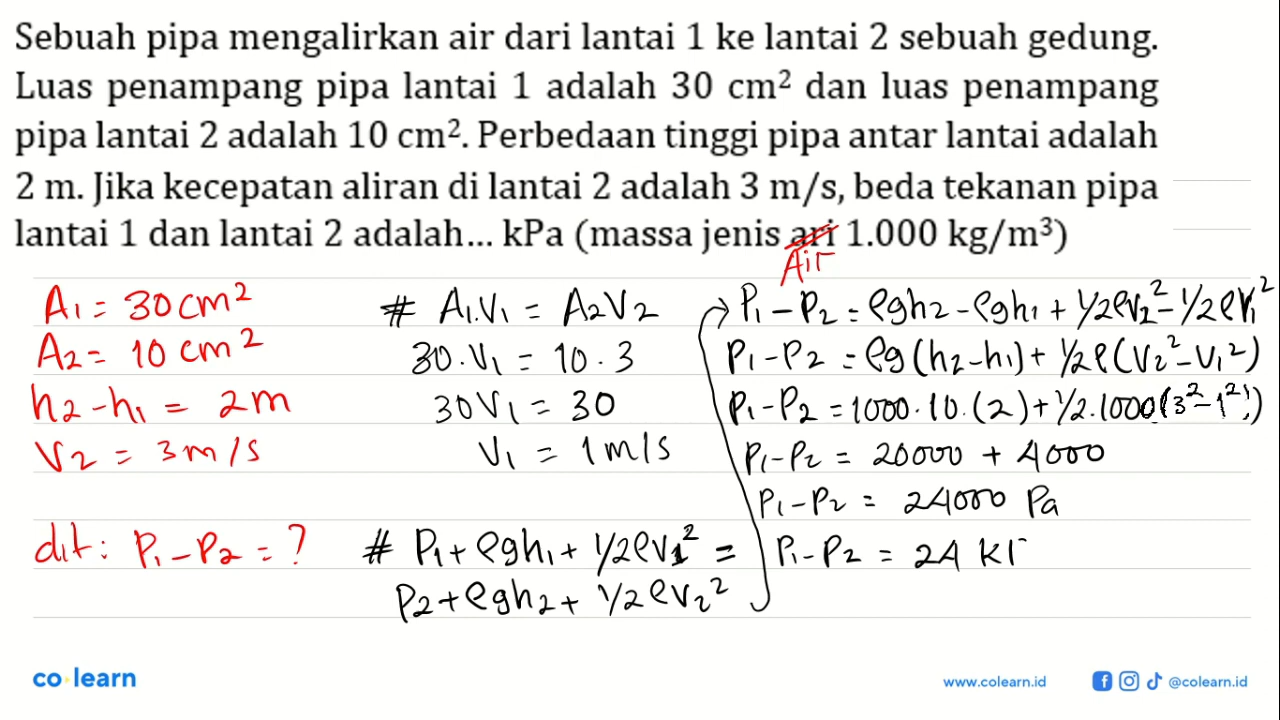 Sebuah pipa mengalirkan air dari lantai 1 ke lantai 2 sebuah gedung.
Luas penampang pipa lantai 1 adalah 30 cm² dan luas penampang
pipa lantai 2 adalah 10 cm². Perbedaan tinggi pipa antar lantai adalah
2 m. Jika kecepatan aliran di lantai 2 adalah 3 m/s, beda tekanan pipa
lantai 1 dan lantai 2 adalah... kPa (massa jenis ari 1.000 kg/m³)
Air
A1 = 30 cm²
A2 = 10 cm²
h2 - h1 = 2 m
V2 = 3 m/s
dit: P1 - P2 = ?
# A1.V1 = A2V2
30.V1 = 10.3
30V1 = 30
V1 = 1 m/s
# P1 + ρgh1 + 1/2ρv1² =
P2 + ρgh2 + 1/2ρv2²
P1 - P2 = ρgh2 - ρgh1 + 1/2ρv2² - 1/2ρv1²
P1 - P2 = ρg(h2 - h1) + 1/2ρ(v2² - v1²)
P1 - P2 = 1000.10.(2) + 1/2.1000(3² - 1²)
P1 - P2 = 20000 + 4000
P1 - P2 = 24000 Pa
P1 - P2 = 24 k
co learn
www.colearn.id
@colearn.id